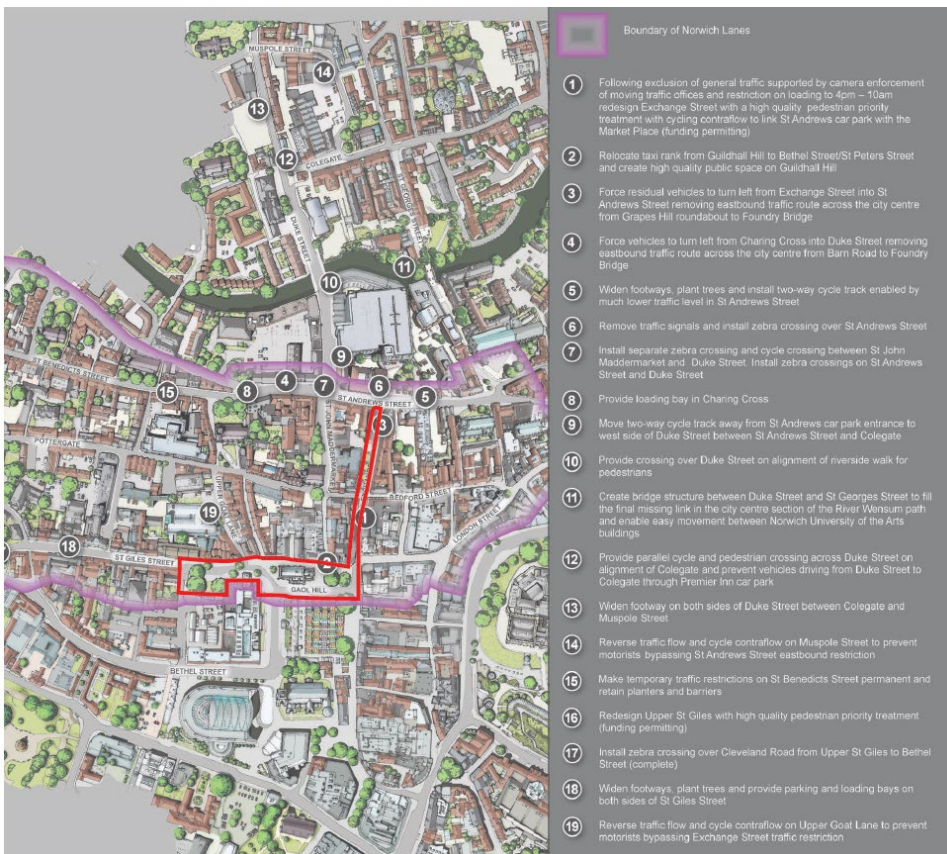 MUSPOLE STREET
14
13
12
COLEGATE
DUKE STREET
11
10
9
BENEDICTS STREET
15
8
4
7
6
ST ANDREWS STREET
5
3
POTTERGATE
BEDFORD STREET
LONDON STREET
19
1
18
ST GILES STREET
2
GAOL HILL
BETHEL STREET
Boundary of Norwich Lanes
1 Following exclusion of general traffic supported by camera enforcement
of moving traffic offices and restriction on loading to 4pm – 10am
redesign Exchange Street with a high quality pedestrian priority
treatment with cycling contraflow to link St Andrews car park with the
Market Place (funding permitting)
2 Relocate taxi rank from Guildhall Hill to Bethel Street/St Peters Street
and create high quality public space on Guildhall Hill
3 Force residual vehicles to turn left from Exchange Street into St
Andrews Street removing eastbound traffic route across the city centre
from Grapes Hill roundabout to Foundry Bridge
4 Force vehicles to turn left from Charing Cross into Duke Street removing
eastbound traffic route across the city centre from Barn Road to Foundry
Bridge
5 Widen footways, plant trees and install two-way cycle track enabled by
much lower traffic level in St Andrews Street
6 Remove traffic signals and install zebra crossing over St Andrews Street
7 Install separate zebra crossing and cycle crossing between St John
Maddermarket and Duke Street. Install zebra crossings on St Andrews
Street and Duke Street
8 Provide loading bay in Charing Cross
9 Move two-way cycle track away from St Andrews car park entrance to
west side of Duke Street between St Andrews Street and Colegate
10 Provide crossing over Duke Street on alignment of riverside walk for
pedestrians
11 Create bridge structure between Duke Street and St Georges Street to fill
the final missing link in the city centre section of the River Wensum path
and enable easy movement between Norwich University of the Arts
buildings
12 Provide parallel cycle and pedestrian crossing across Duke Street on
alignment of Colegate and prevent vehicles driving from Duke Street to
Colegate through Premier Inn car park
13 Widen footway on both sides of Duke Street between Colegate and
Muspole Street
14 Reverse traffic flow and cycle contraflow on Muspole Street to prevent
motorists bypassing St Andrews Street eastbound restriction
15 Make temporary traffic restrictions on St Benedicts Street permanent and
retain planters and barriers
16 Redesign Upper St Giles with high quality pedestrian priority treatment
(funding permitting)
17 Install zebra crossing over Cleveland Road from Upper St Giles to Bethel
Street (complete)
18 Widen footways, plant trees and provide parking and loading bays on
both sides of St Giles Street
19 Reverse traffic flow and cycle contraflow on Upper Goat Lane to prevent
motorists bypassing Exchange Street traffic restriction